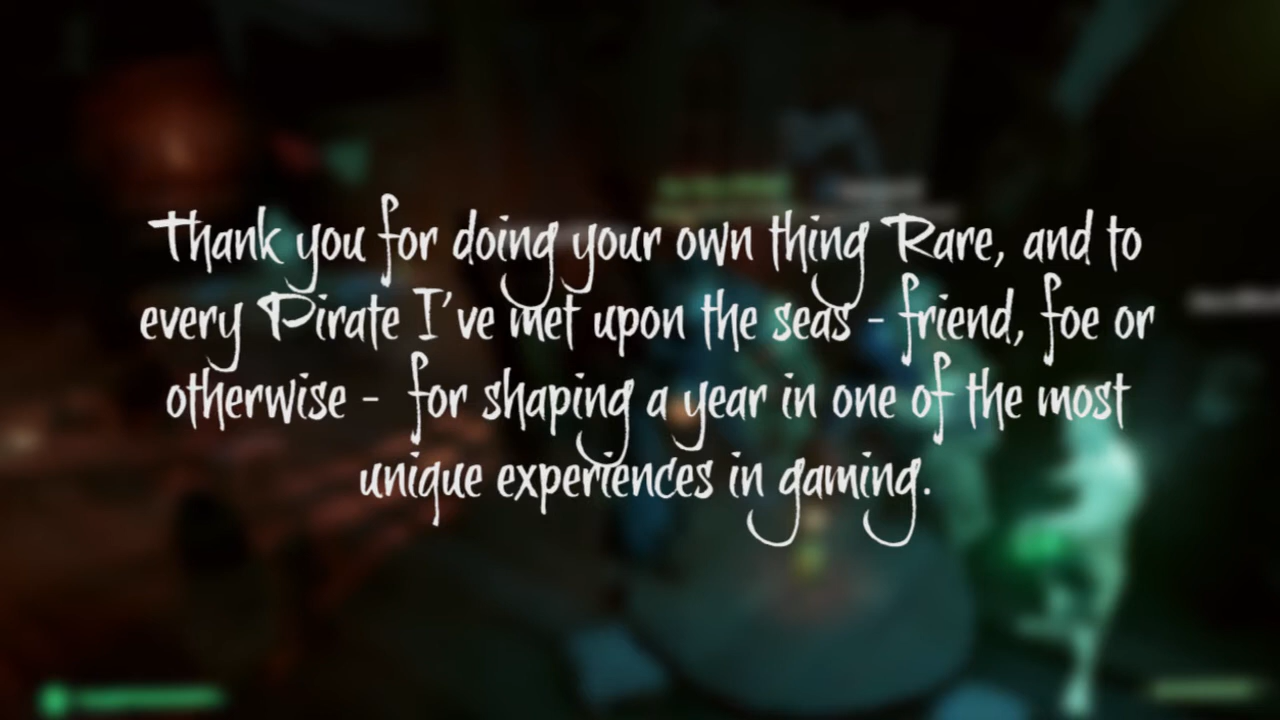 Thank you for doing your own thing Rare, and to
every Pirate I've met upon the seas - friend, foe or
otherwise - for shaping a year in one of the most
unique experiences in gaming.